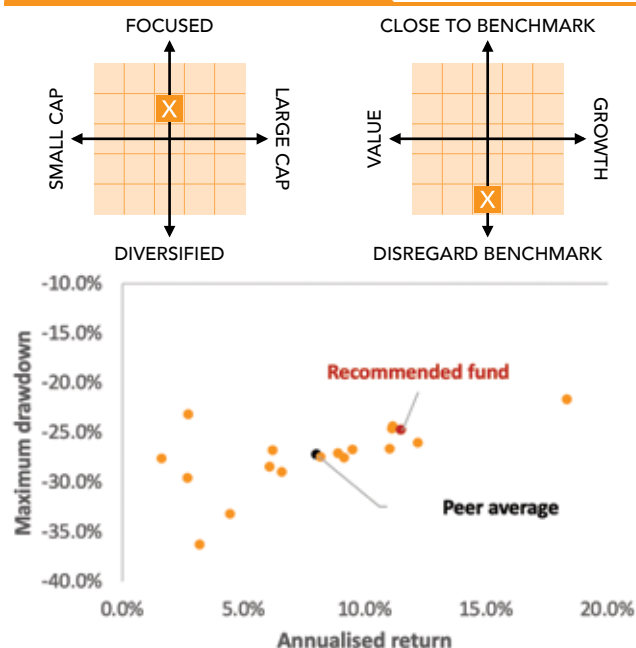 FOCUSED
SMALL CAP
X
LARGE CAP
DIVERSIFIED
CLOSE TO BENCHMARK
VALUE
X
GROWTH
DISREGARD BENCHMARK
-10.0%
-15.0%
-20.0%
-25.0%
-30.0%
-35.0%
-40.0%
Maximum drawdown
Recommended fund
Peer average
0.0% 5.0% 10.0% 15.0% 20.0%
Annualised return